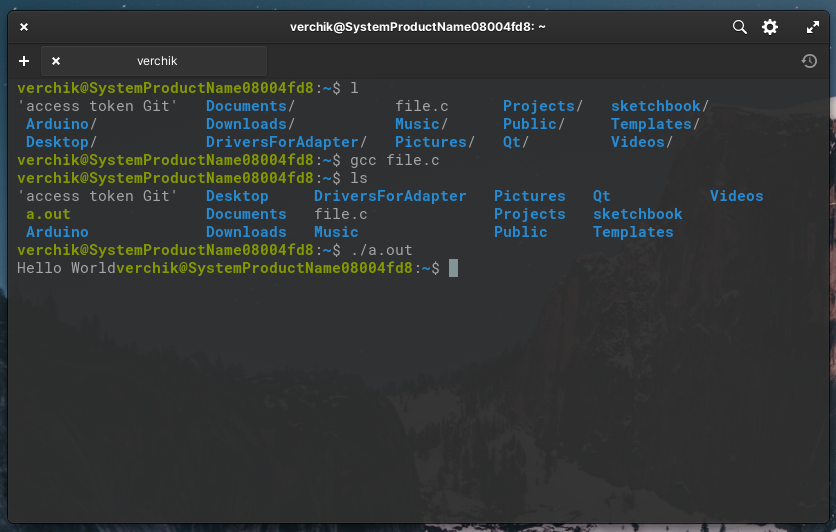 verchik@SystemProductName08004fd8: ~
verchik
verchik@SystemProductName08004fd8:~$ l
'access token Git' Documents/ file.c Projects/ sketchbook/
Arduino/ Downloads/ Music/ Public/ Templates/
Desktop/ DriversForAdapter/ Pictures/ Qt/ Videos/
verchik@SystemProductName08004fd8:~$ gcc file.c
verchik@SystemProductName08004fd8:~$ ls
'access token Git' Desktop DriversForAdapter Pictures Qt Videos
a.out Documents file.c Projects sketchbook
Arduino Downloads Music Public Templates
verchik@SystemProductName08004fd8:~$ ./a.out
Hello Worldverchik@SystemProductName08004fd8:~$